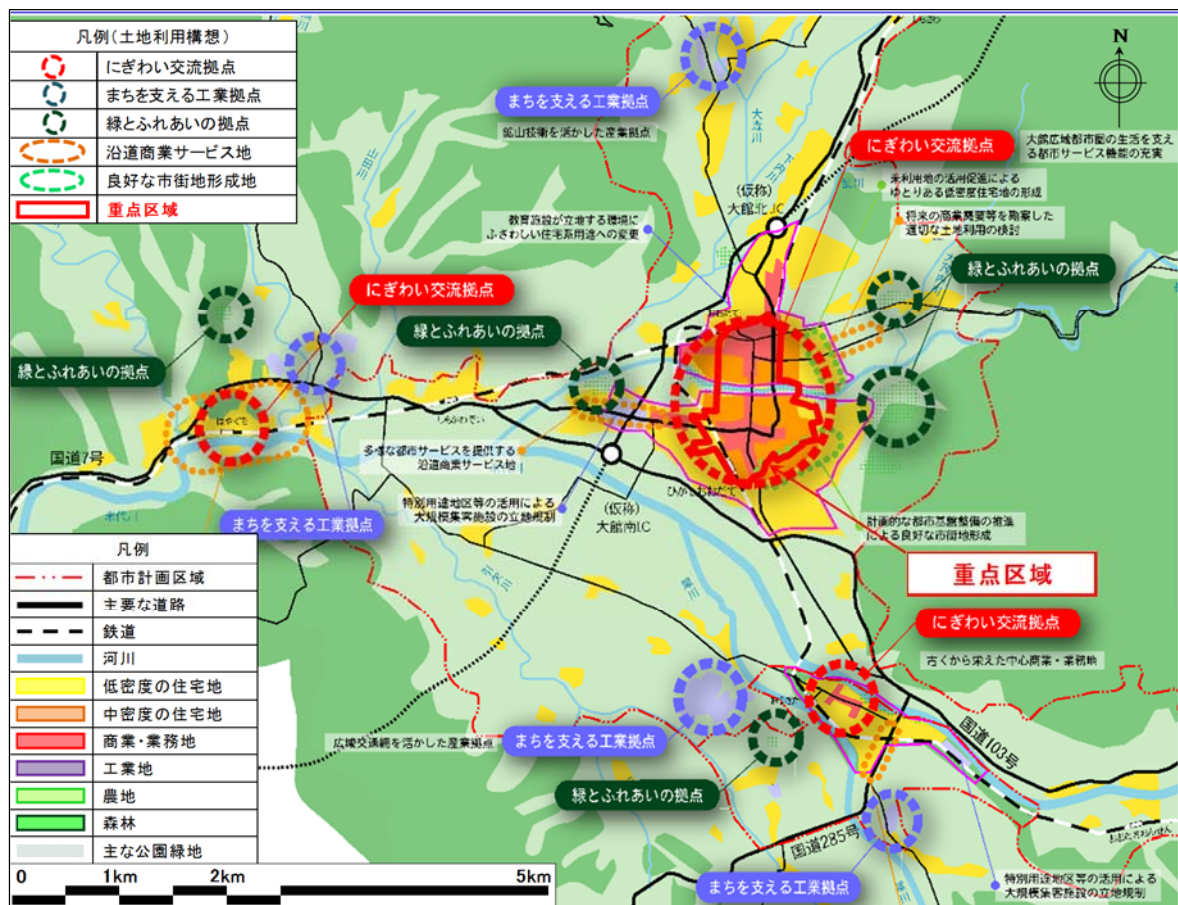 凡例(土地利用構想)
にぎわい交流拠点
まちを支える工業拠点
緑とふれあいの拠点
沿道商業サービス地
良好な市街地形成地
重点区域
N
まちを支える工業拠点
鉱山技術を活かした産業拠点
大森川
下内川
にぎわい交流拠点
大館広域都市圏の生活を支え
る都市サービス機能の充実
未利用地の活用促進による
ゆとりある低密度住宅地の形成
(仮称)
大館北I.C
教育施設が立地する環境に
ふさわしい住宅系用途への変更
将来の商業需要等を勘案した
適切な土地利用の検討
緑とふれあいの拠点
にぎわい交流拠点
緑とふれあいの拠点
緑とふれあいの拠点
国道7号
米代川
多様な都市サービスを提供する
沿道商業サービス地
ひがしおおだて
特別用途地区等の活用による
大規模集客施設の立地規制
(仮称)
大館南I.C
まちを支える工業拠点
計画的な都市基盤整備の推進
による良好な市街地形成
重点区域
にぎわい交流拠点
古くから栄えた中心商業・業務地
凡例
都市計画区域
主要な道路
鉄道
河川
低密度の住宅地
中密度の住宅地
商業・業務地
工業地
農地
森林
主な公園緑地
広域交通網を活かした産業拠点
まちを支える工業拠点
国道103号
緑とふれあいの拠点
国道285号
まちを支える工業拠点
特別用途地区等の活用による
大規模集客施設の立地規制
0 1km 2km 5km